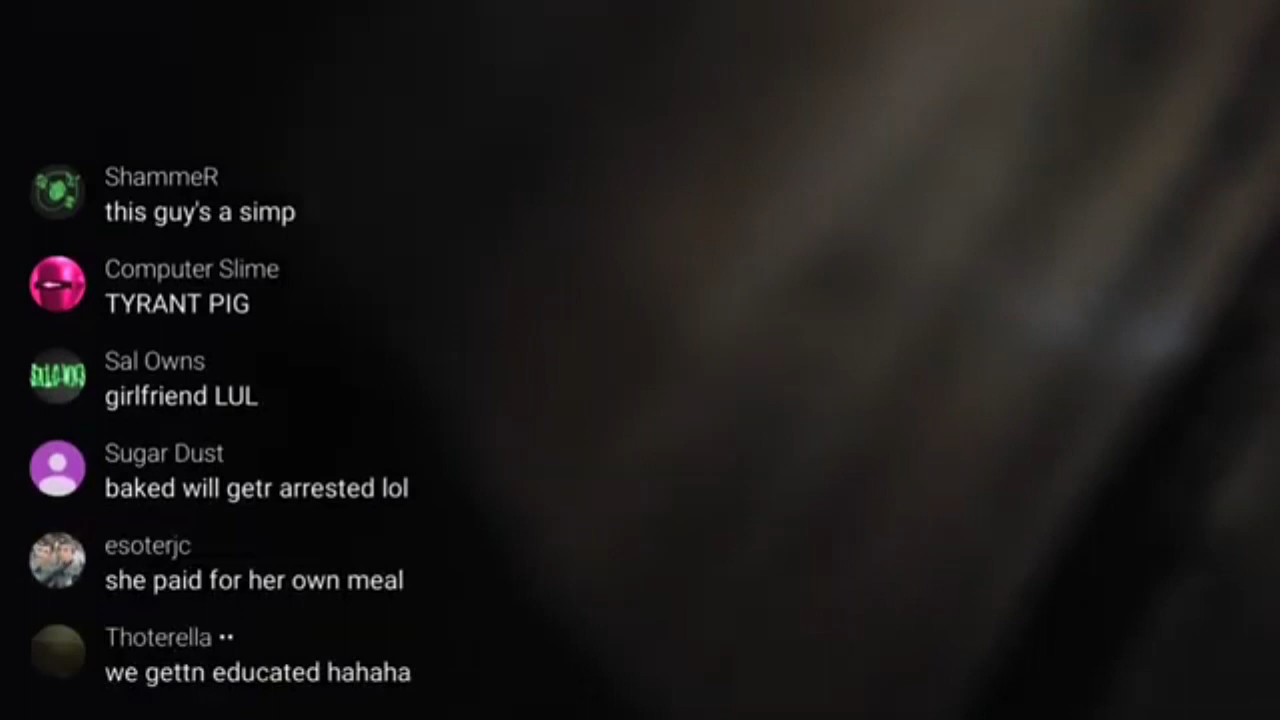 ShammeR
this guy's a simp
Computer Slime
TYRANT PIG
Sal Owns
girlfriend LUL
Sugar Dust
baked will getr arrested lol
esoterjc
she paid for her own meal
Thoterella ••
we gettn educated hahaha